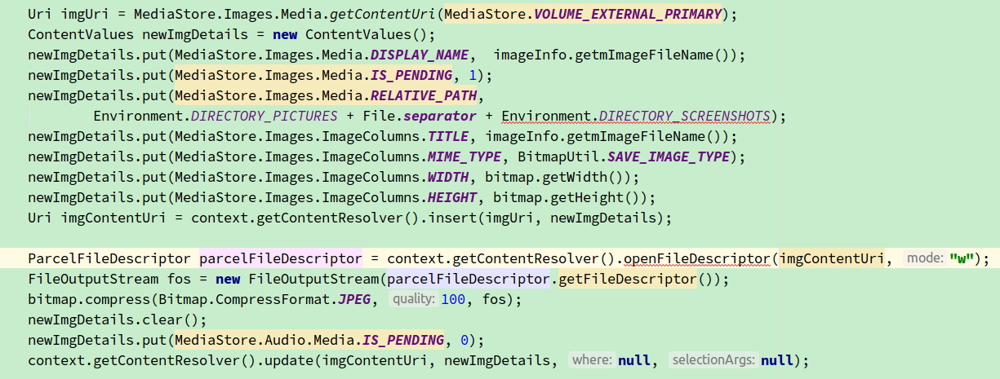 Uri imgUri = MediaStore.Images.Media.getContentUri(MediaStore.VOLUME_EXTERNAL_PRIMARY);
ContentValues newImgDetails = new ContentValues();
newImgDetails.put(MediaStore.Images.Media.DISPLAY_NAME, imageInfo.getmImageFileName());
newImgDetails.put(MediaStore.Images.Media.IS_PENDING, 1);
newImgDetails.put(MediaStore.Images.Media.RELATIVE_PATH,
Environment.DIRECTORY_PICTURES + File.separator + Environment.DIRECTORY_SCREENSHOTS);
newImgDetails.put(MediaStore.Images.ImageColumns.TITLE, imageInfo.getmImageFileName());
newImgDetails.put(MediaStore.Images.ImageColumns.MIME_TYPE, BitmapUtil.SAVE_IMAGE_TYPE);
newImgDetails.put(MediaStore.Images.ImageColumns.WIDTH, bitmap.getWidth());
newImgDetails.put(MediaStore.Images.ImageColumns.HEIGHT, bitmap.getHeight());
Uri imgContentUri = context.getContentResolver().insert(imgUri, newImgDetails);
ParcelFileDescriptor parcelFileDescriptor = context.getContentResolver().openFileDescriptor(imgContentUri, mode: "w");
FileOutputStream fos = new FileOutputStream(parcelFileDescriptor.getFileDescriptor());
bitmap.compress(Bitmap.CompressFormat.JPEG, quality: 100, fos);
newImgDetails.clear();
newImgDetails.put(MediaStore.Audio.Media.IS_PENDING, 0);
context.getContentResolver().update(imgContentUri, newImgDetails, where: null, selectionArgs: null);